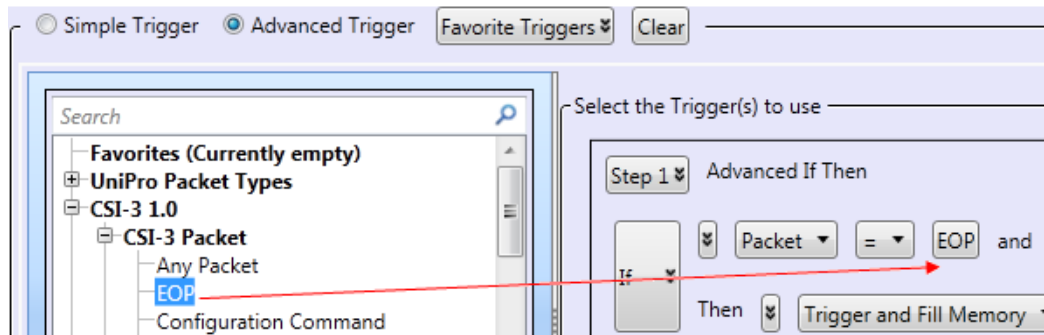 Simple Trigger Advanced Trigger Favorite Triggers Clear
Search
Favorites (Currently empty)
UniPro Packet Types
CSI-3 1.0
CSI-3 Packet
Any Packet
EOP
Configuration Command
Select the Trigger(s) to use
Step 1 Advanced If Then
If Packet = EOP and
Then Trigger and Fill Memory